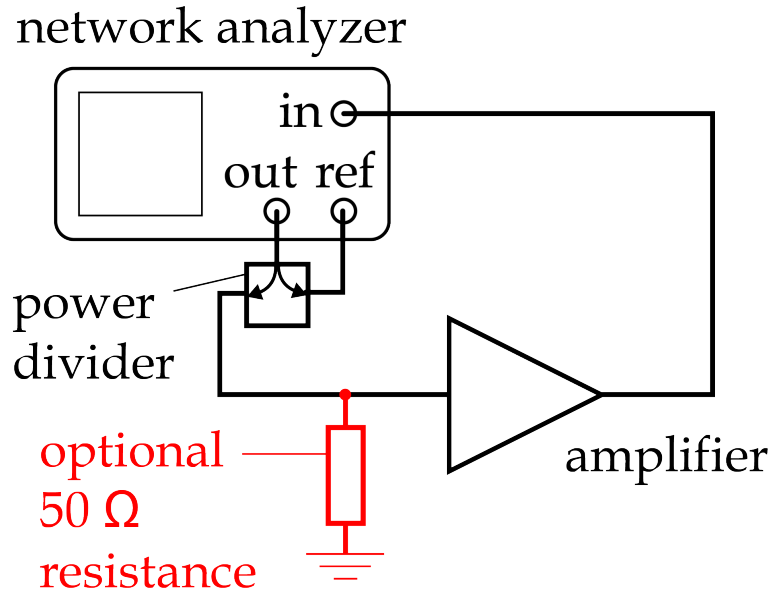 network analyzer
in
out ref
power
divider
optional
50 Ω
resistance
amplifier